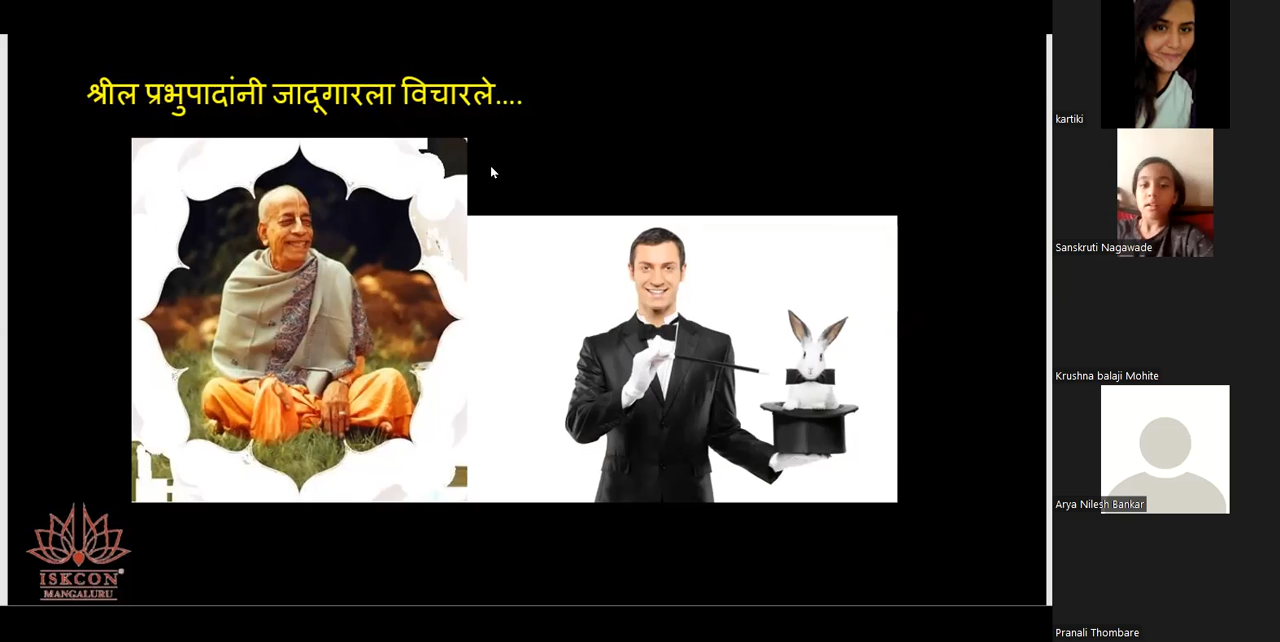 श्रील प्रभुपादांनी जादूगारला विचारले....
kartiki
Sanskruti Nagawade
Krushna balaji Mohite
Arya Nilesh Bankar
ISKCON
MANGALURU
Pranali Thombare